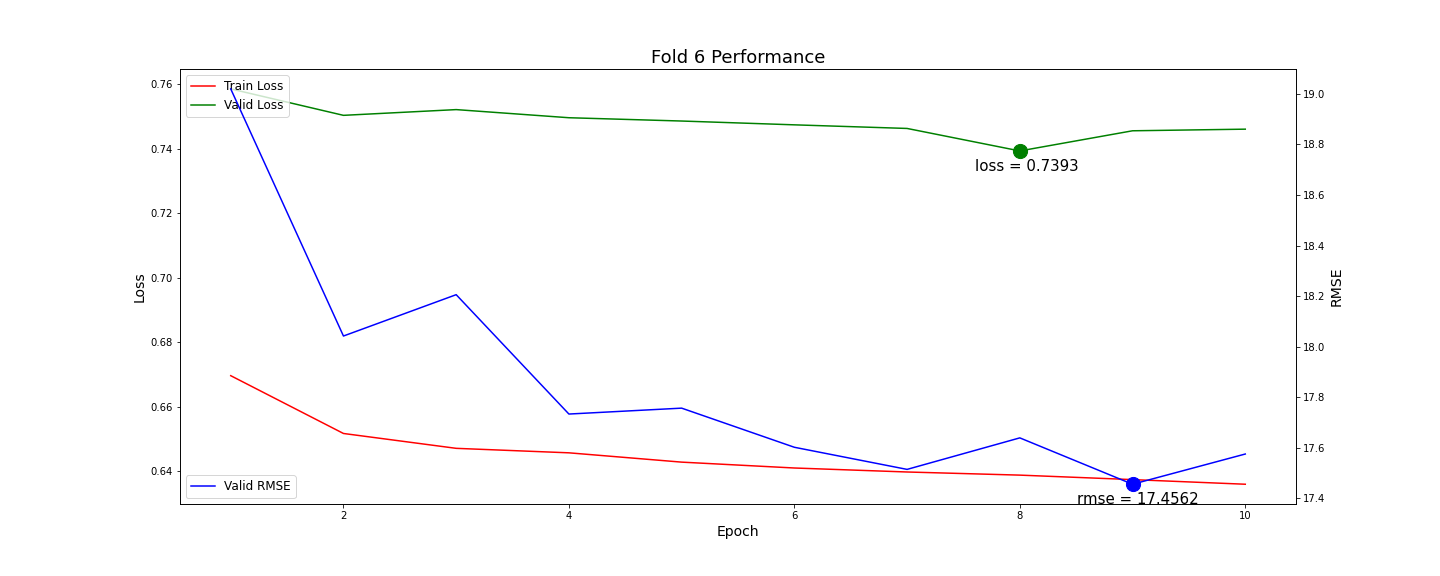 Fold 6 Performance
Train Loss
Valid Loss
Valid RMSE
0.76
0.74
0.72
0.70
0.68
0.66
0.64
Loss
19.0
18.8
18.6
18.4
18.2
18.0
17.8
17.6
17.4
RMSE
loss = 0.7393
rmse = 17.4562
2
4
6
8
10
Epoch